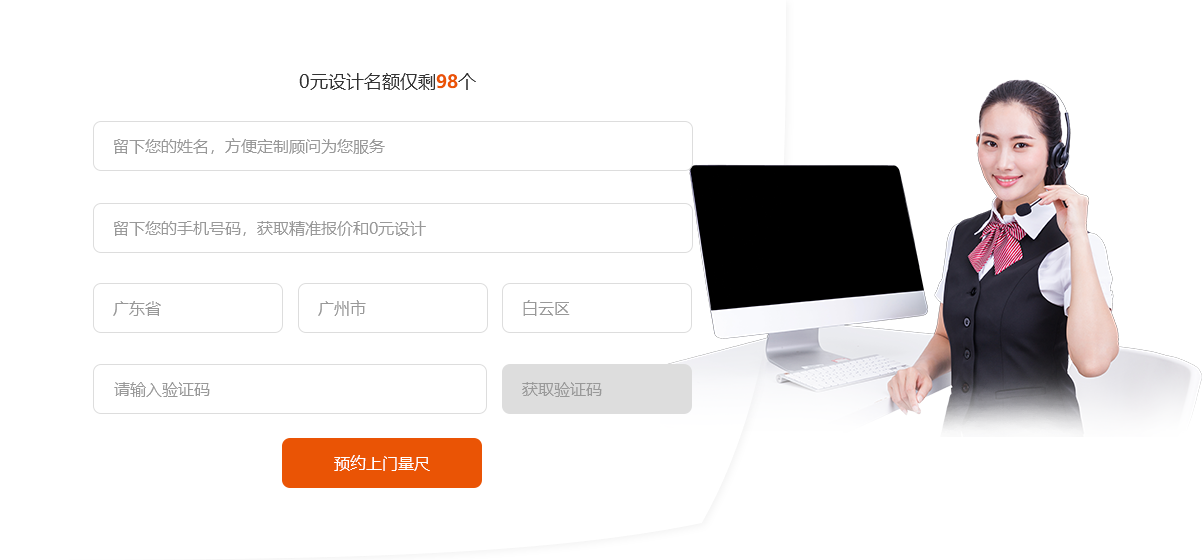 0元设计名额仅剩98个
留下您的姓名，方便定制顾问为您服务
留下您的手机号码，获取精准报价和0元设计
广东省 广州市 白云区
请输入验证码 获取验证码
预约上门量尺